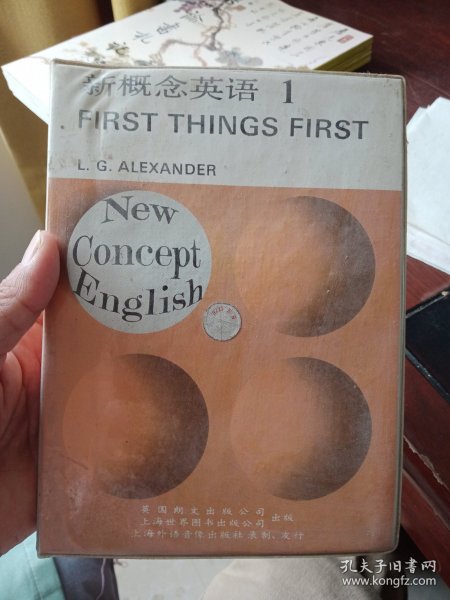 新概念英语 1
FIRST THINGS FIRST
L. G. ALEXANDER
New
Concept
English
英国朗文出版公司
上海世界图书出版公司 出版
上海外语音像出版社录制、发行
孔夫子旧书网
www.kongfz.com